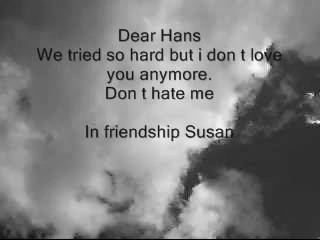 Dear Hans
We tried so hard but i don t love
you anymore.
Don t hate me
In friendship Susan